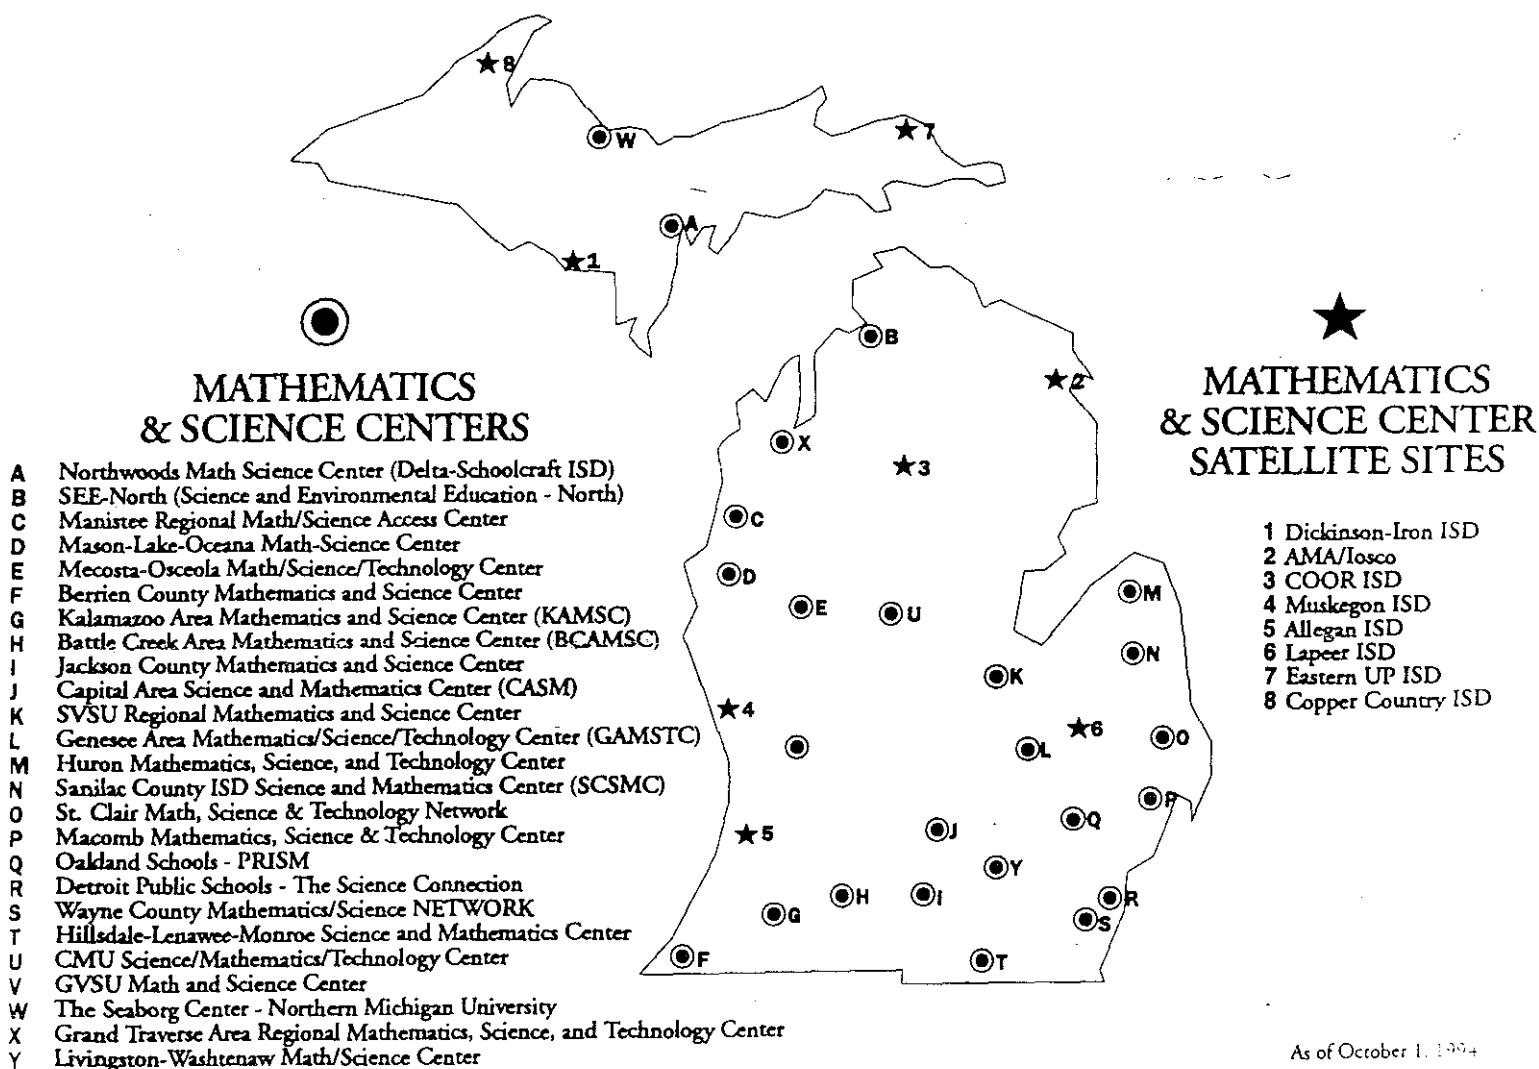 8
W
7
A
1
B
2
X
3
C
D
E
U
M
N
K
4
L
6
O
P
5
J
Q
Y
H
I
R
G
S
F
T
MATHEMATICS
& SCIENCE CENTERS
A Northwoods Math Science Center (Delta-Schoolcraft ISD)
B SEE-North (Science and Environmental Education - North)
C Manistee Regional Math/Science Access Center
D Mason-Lake-Oceana Math-Science Center
E Mecosta-Osceola Math/Science/Technology Center
F Berrien County Mathematics and Science Center
G Kalamazoo Area Mathematics and Science Center (KAMSC)
H Battle Creek Area Mathematics and Science Center (BCAMSC)
I Jackson County Mathematics and Science Center
J Capital Area Science and Mathematics Center (CASM)
K SVSU Regional Mathematics and Science Center
L Genesee Area Mathematics/Science/Technology Center (GAMSTC)
M Huron Mathematics, Science, and Technology Center
N Sanilac County ISD Science and Mathematics Center (SCSMC)
O St. Clair Math, Science & Technology Network
P Macomb Mathematics, Science & Technology Center
Q Oakland Schools - PRISM
R Detroit Public Schools - The Science Connection
S Wayne County Mathematics/Science NETWORK
T Hillsdale-Lenawee-Monroe Science and Mathematics Center
U CMU Science/Mathematics/Technology Center
V GVSU Math and Science Center
W The Seaborg Center - Northern Michigan University
X Grand Traverse Area Regional Mathematics, Science, and Technology Center
Y Livingston-Washtenaw Math/Science Center
MATHEMATICS
& SCIENCE CENTER
SATELLITE SITES
1 Dickinson-Iron ISD
2 AMA/Iosco
3 COOR ISD
4 Muskegon ISD
5 Allegan ISD
6 Lapeer ISD
7 Eastern UP ISD
8 Copper Country ISD
As of October 1, 1994